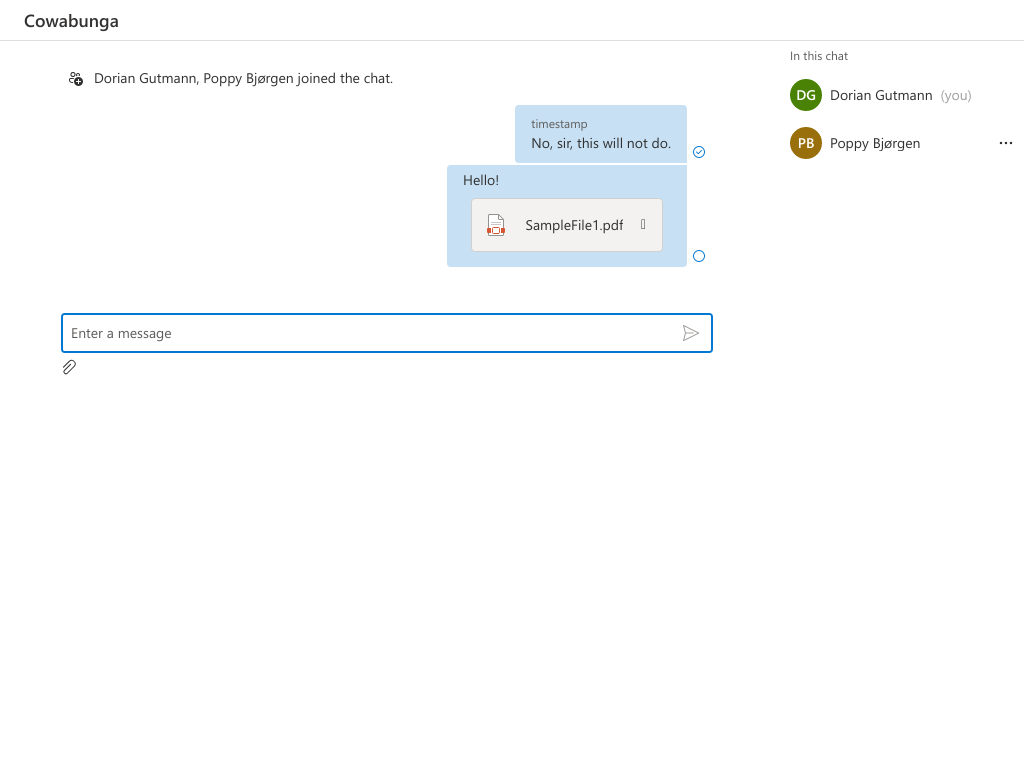 Cowabunga
Dorian Gutmann, Poppy Bjørgen joined the chat.
timestamp
No, sir, this will not do.
Hello!
SampleFile1.pdf
Enter a message
In this chat
DG Dorian Gutmann (you)
PB Poppy Bjørgen